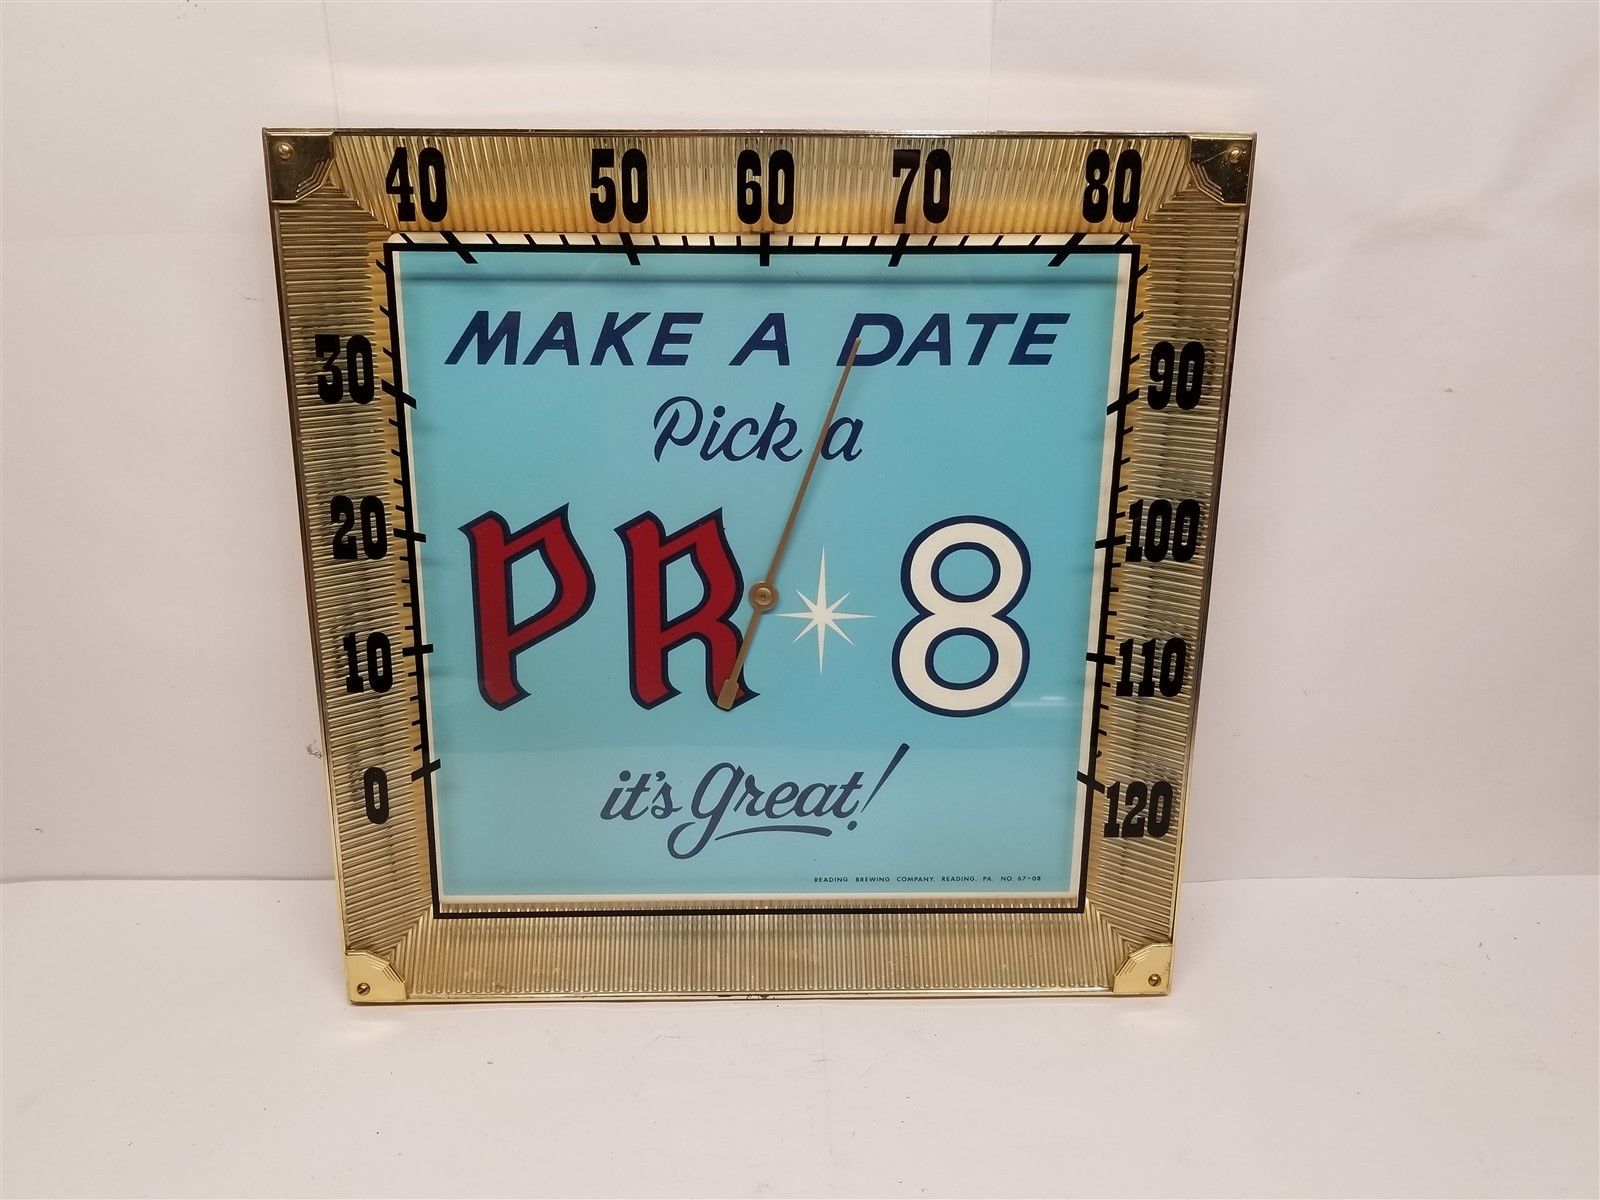 40 50 60 70 80
30 90
20 100
10 110
0 120
MAKE A DATE
Pick a
PR 8
it's Great!
READING BREWING COMPANY, READING, PA. NO. 67-08